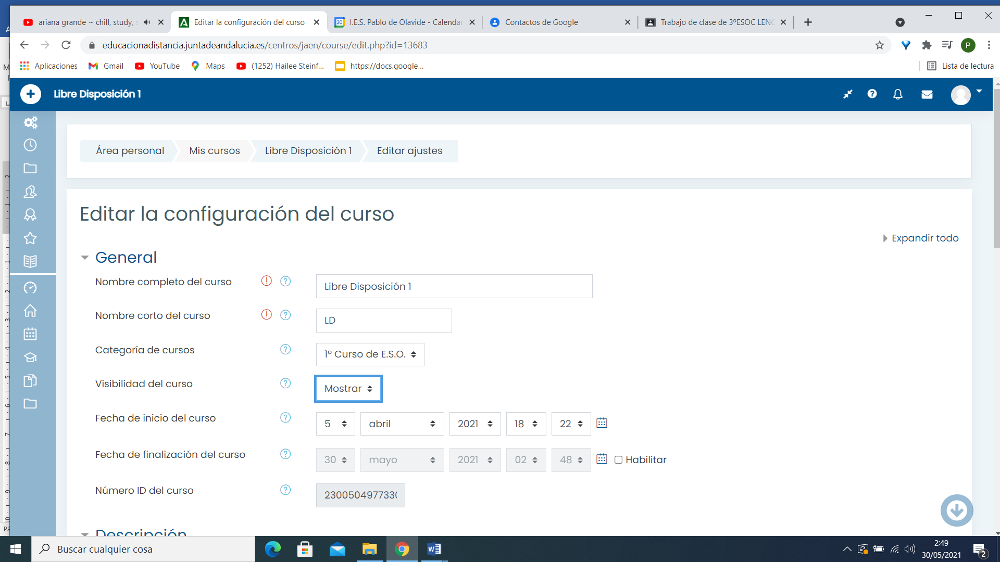 ariana grande ~ chill, study, s
Editar la configuración del curso
I.E.S. Pablo de Olavide - Calendar
Contactos de Google
Trabajo de clase de 3ºESOC LENG
educacionadistancia.juntadeandalucia.es/centros/jaen/course/edit.php?id=13683
P
Aplicaciones
Gmail
YouTube
Maps
(1252) Hailee Steinf...
https://docs.google...
Lista de lectura
Libre Disposición 1
Área personal
Mis cursos
Libre Disposición 1
Editar ajustes
Editar la configuración del curso
Expandir todo
General
Nombre completo del curso
Libre Disposición 1
Nombre corto del curso
LD
Categoría de cursos
1º Curso de E.S.O.
Visibilidad del curso
Mostrar
Fecha de inicio del curso
5 abril 2021 18 22
Fecha de finalización del curso
30 mayo 2021 02 48 Habilitar
Número ID del curso
2300504977330
Descripción
Buscar cualquier cosa
2:49
30/05/2021
2